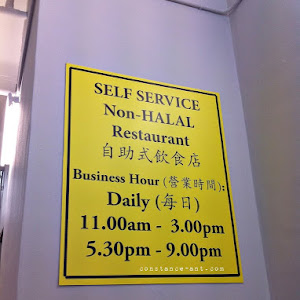 SELF SERVICE
Non-HALAL
Restaurant
自助式飲食店
Business Hour (營業時間):
Daily (每日)
11.00am - 3.00pm
5.30pm - 9.00pm
constance-ant.com